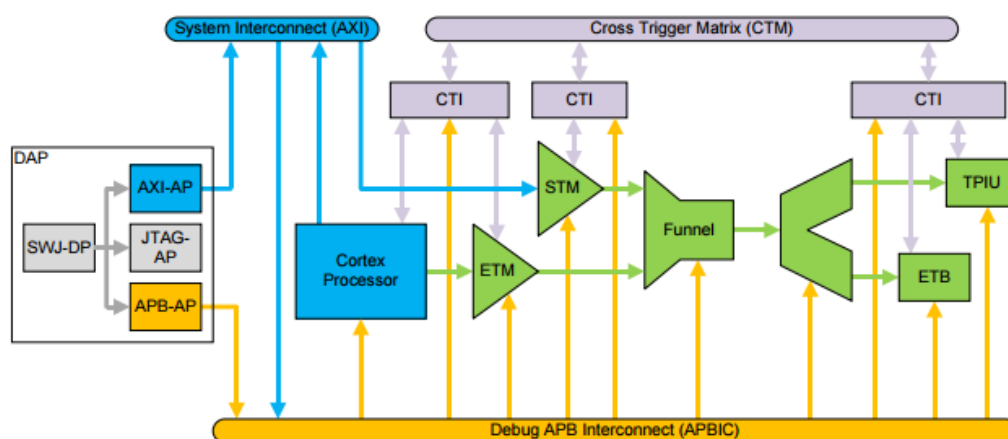 System Interconnect (AXI)
Cross Trigger Matrix (CTM)
CTI
CTI
CTI
DAP
AXI-AP
STM
TPIU
SWJ-DP
JTAG-
AP
Cortex
Processor
ETM
Funnel
ETB
APB-AP
Debug APB Interconnect (APBIC)